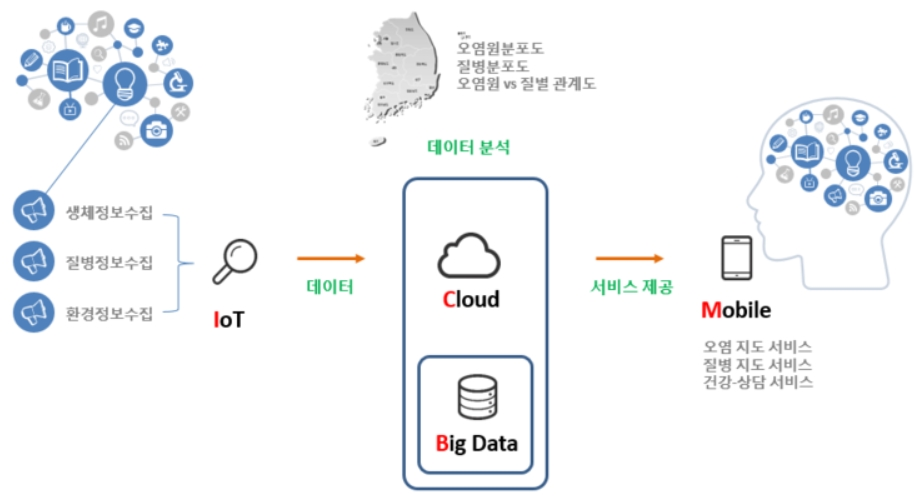 오염원분포도
질병분포도
오염원 vs 질병 관계도
데이터 분석
생체정보수집
질병정보수집
환경정보수집
IoT
데이터
Cloud
Big Data
서비스 제공
Mobile
오염 지도 서비스
질병 지도 서비스
건강-상담 서비스